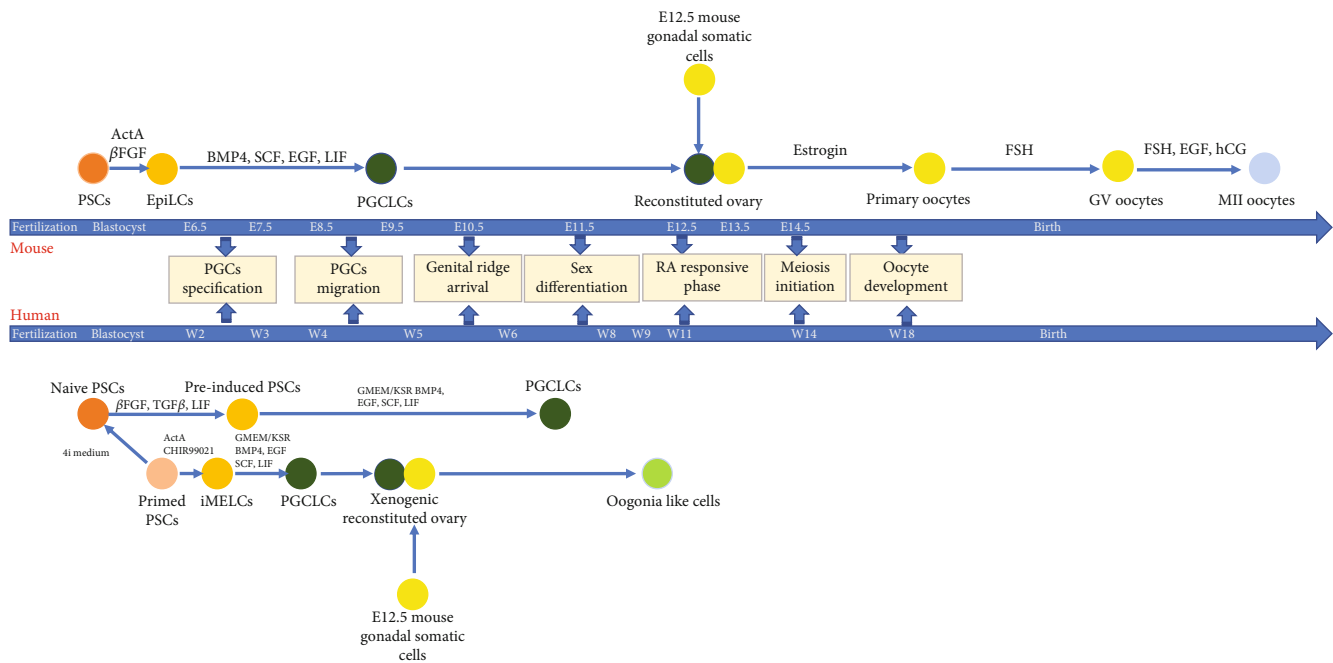 E12.5 mouse
gonadal somatic
cells
ActA
βFGF
BMP4, SCF, EGF, LIF
Estrogin
FSH
FSH, EGF, hCG
PSCs
EpiLCs
PGCLCs
Reconstituted ovary
Primary oocytes
GV oocytes
MII oocytes
Fertilization Blastocyst E6.5 E7.5 E8.5 E9.5 E10.5 E11.5 E12.5 E13.5 E14.5 Birth
Mouse
PGCs
specification
PGCs
migration
Genital ridge
arrival
Sex
differentiation
RA responsive
phase
Meiosis
initiation
Oocyte
development
Human
Fertilization Blastocyst W2 W3 W4 W5 W6 W8 W9 W11 W14 W18 Birth
Naive PSCs
βFGF, TGFβ, LIF
Pre-induced PSCs
GMEM/KSR BMP4,
EGF, SCF, LIF
PGCLCs
4i medium
ActA
CHIR99021
GMEM/KSR
BMP4, EGF
SCF, LIF
Primed
PSCs
iMELCs
PGCLCs
Xenogenic
reconstituted ovary
Oogonia like cells
E12.5 mouse
gonadal somatic
cells